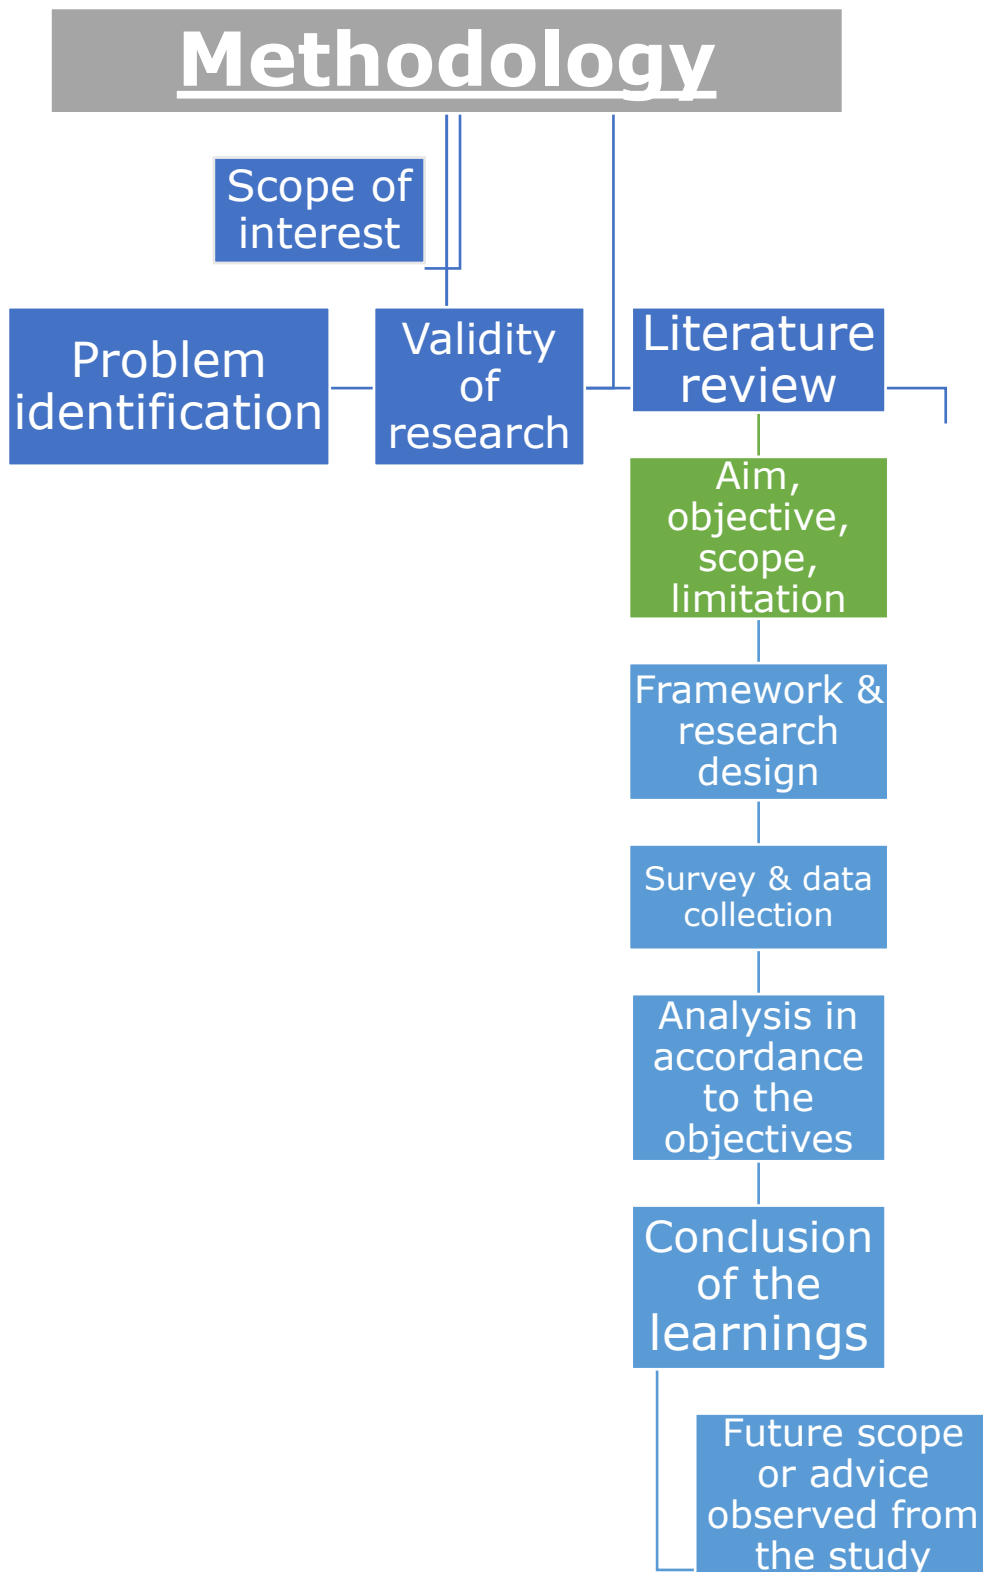 Methodology
Scope of
interest
Problem
identification
Validity
of
research
Literature
review
Aim,
objective,
scope,
limitation
Framework &
research
design
Survey & data
collection
Analysis in
accordance
to the
objectives
Conclusion
of the
learnings
Future scope
or advice
observed from
the study